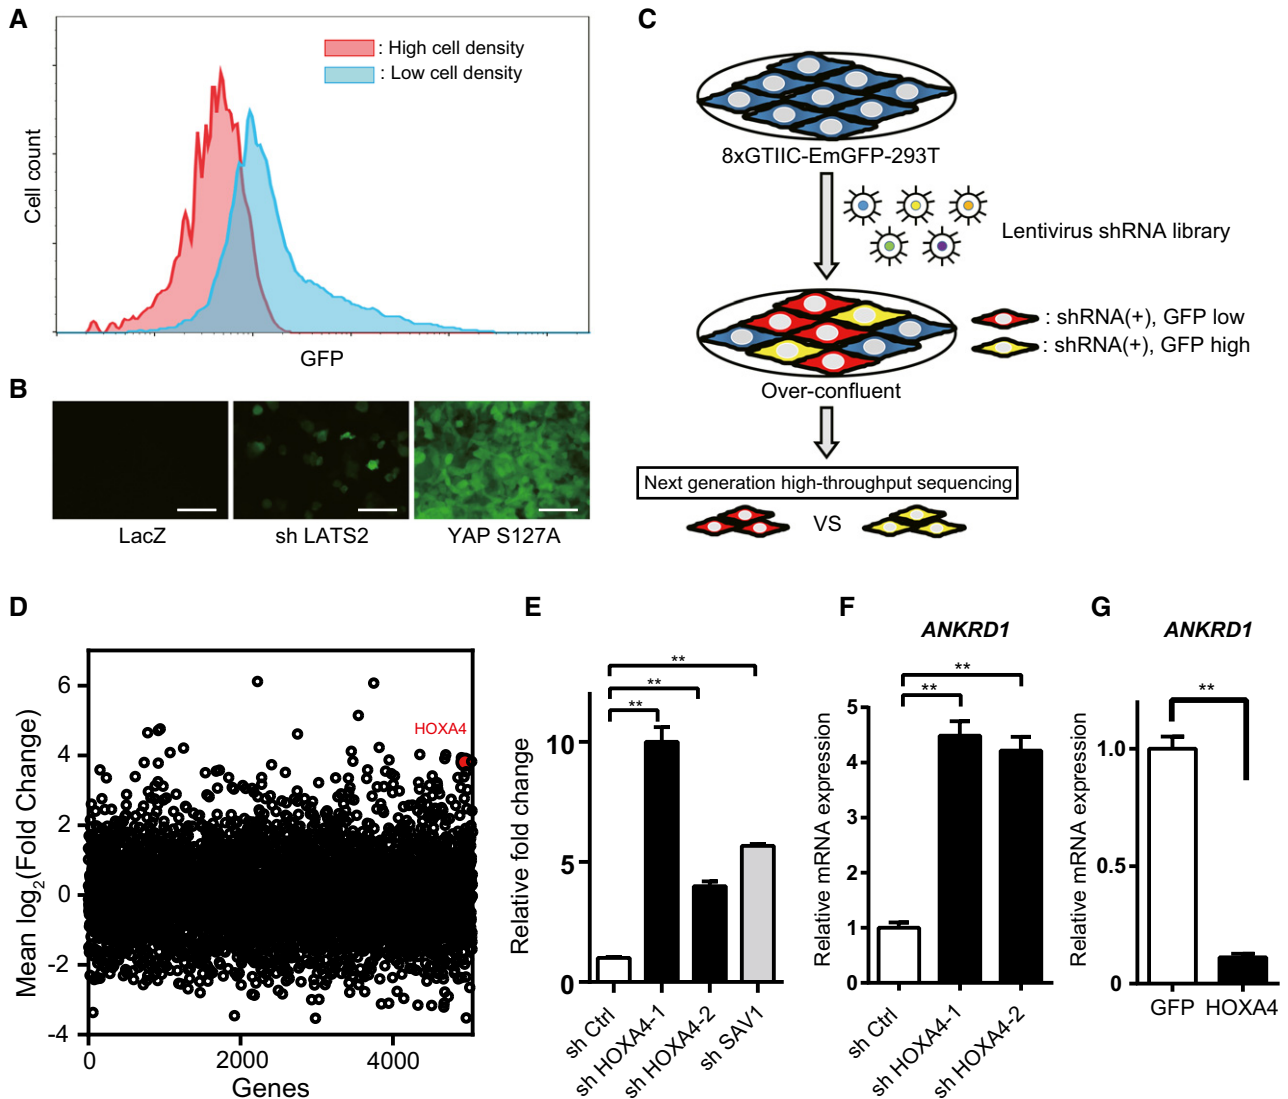 A
: High cell density
: Low cell density
Cell count
GFP
B
LacZ
sh LATS2
YAP S127A
C
8xGTIIC-EmGFP-293T
Lentivirus shRNA library
: shRNA(+), GFP low
: shRNA(+), GFP high
Over-confluent
Next generation high-throughput sequencing
VS
D
Mean log2(Fold Change)
6
4
2
0
-2
-4
HOXA4
0
2000
4000
Genes
E
Relative fold change
10
5
0
**
**
**
sh Ctrl
sh HOXA4-1
sh HOXA4-2
sh SAV1
F
ANKRD1
Relative mRNA expression
5
4
3
2
1
0
**
**
sh Ctrl
sh HOXA4-1
sh HOXA4-2
G
ANKRD1
Relative mRNA expression
1.0
0.5
0
**
GFP
HOXA4